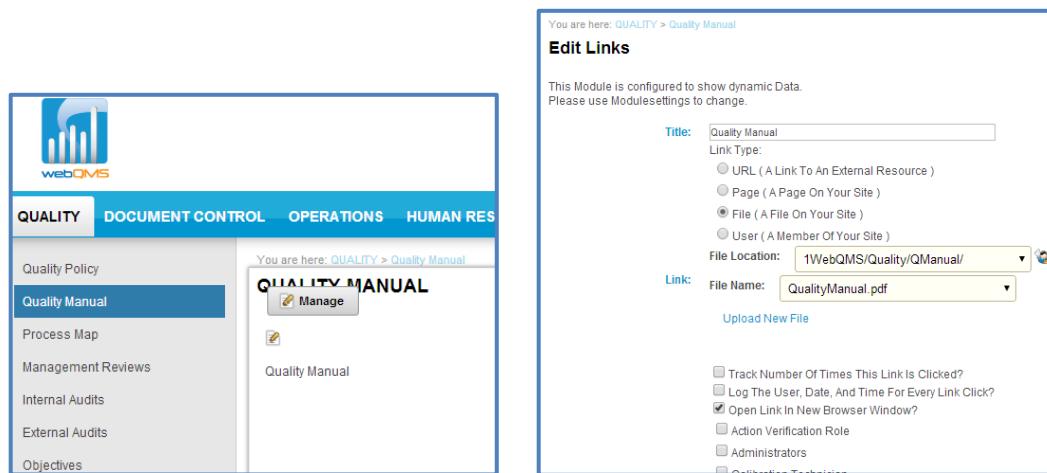 webQMS
QUALITY DOCUMENT CONTROL OPERATIONS HUMAN RES
Quality Policy
Quality Manual
Process Map
Management Reviews
Internal Audits
External Audits
Objectives
You are here: QUALITY > Quality Manual
QUALITY MANUAL
Manage
Quality Manual
You are here: QUALITY > Quality Manual
Edit Links
This Module is configured to show dynamic Data.
Please use Modulesettings to change.
Title: Quality Manual
Link Type:
URL ( A Link To An External Resource )
Page ( A Page On Your Site )
File ( A File On Your Site )
User ( A Member Of Your Site )
File Location: 1WebQMS/Quality/QManual/
Link: File Name: QualityManual.pdf
Upload New File
Track Number Of Times This Link Is Clicked?
Log The User, Date, And Time For Every Link Click?
Open Link In New Browser Window?
Action Verification Role
Administrators
Calibration Technician